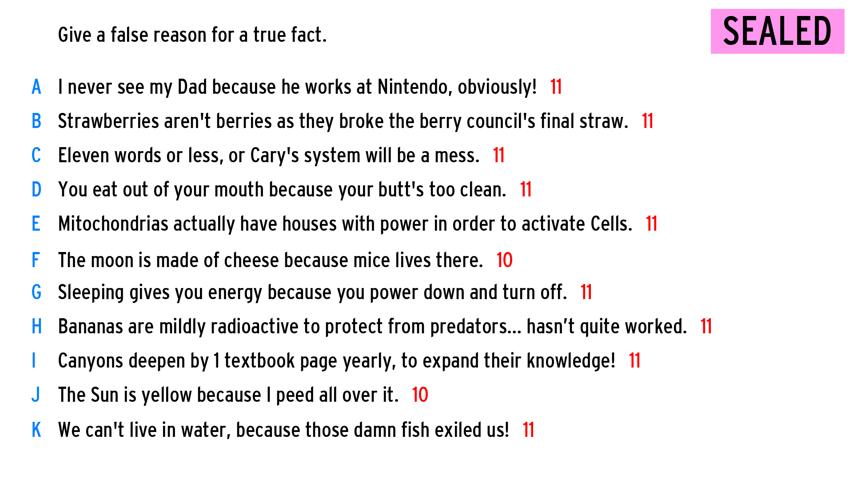 Give a false reason for a true fact.
SEALED
A I never see my Dad because he works at Nintendo, obviously! 11
B Strawberries aren't berries as they broke the berry council's final straw. 11
C Eleven words or less, or Cary's system will be a mess. 11
D You eat out of your mouth because your butt's too clean. 11
E Mitochondrias actually have houses with power in order to activate Cells. 11
F The moon is made of cheese because mice lives there. 10
G Sleeping gives you energy because you power down and turn off. 11
H Bananas are mildly radioactive to protect from predators... hasn’t quite worked. 11
I Canyons deepen by 1 textbook page yearly, to expand their knowledge! 11
J The Sun is yellow because I peed all over it. 10
K We can't live in water, because those damn fish exiled us! 11